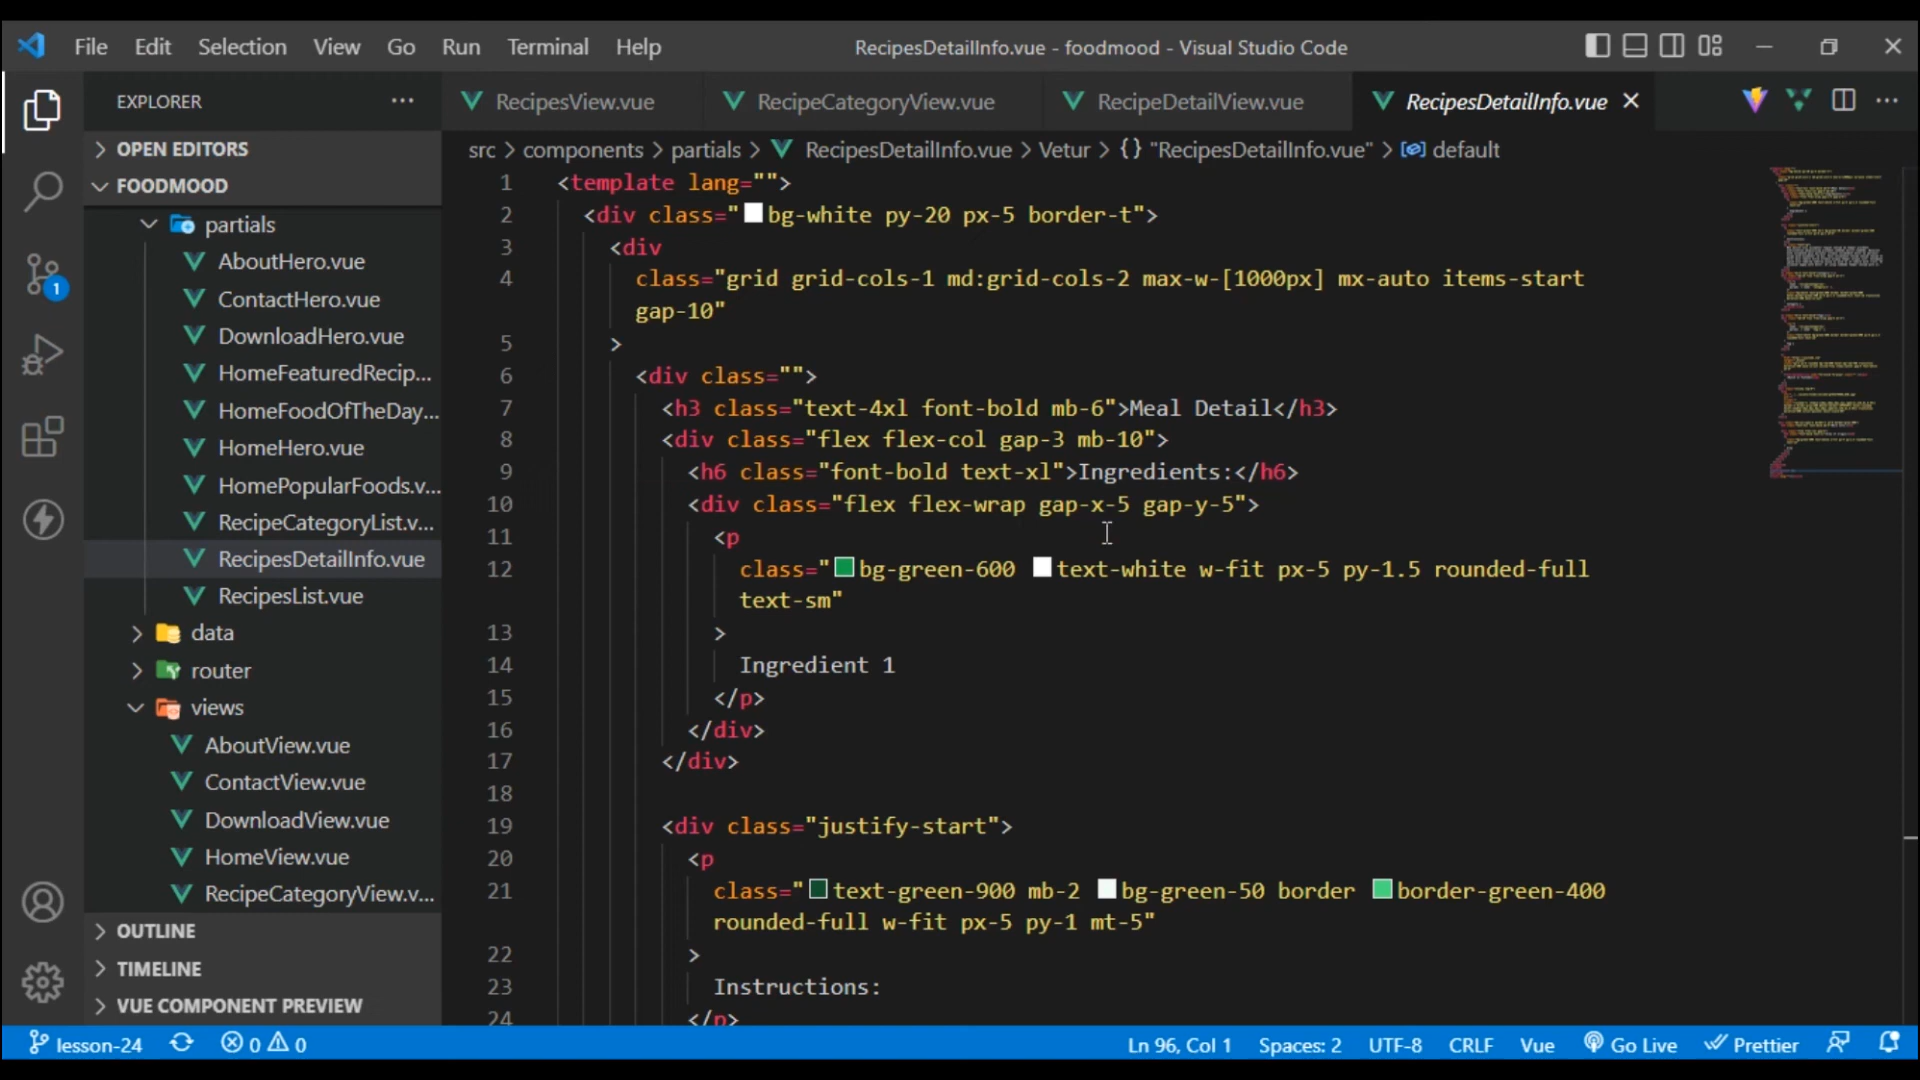 File Edit Selection View Go Run Terminal Help
RecipesDetailInfo.vue - foodmood - Visual Studio Code
EXPLORER
RecipesView.vue
RecipeCategoryView.vue
RecipeDetailView.vue
RecipesDetailInfo.vue
OPEN EDITORS
FOODMOOD
partials
AboutHero.vue
ContactHero.vue
DownloadHero.vue
HomeFeaturedRecip...
HomeFoodOfTheDay...
HomeHero.vue
HomePopularFoods.v...
RecipeCategoryList.v...
RecipesDetailInfo.vue
RecipesList.vue
data
router
views
AboutView.vue
ContactView.vue
DownloadView.vue
HomeView.vue
RecipeCategoryView.v...
OUTLINE
TIMELINE
VUE COMPONENT PREVIEW
1
src > components > partials > RecipesDetailInfo.vue > Vetur > {} "RecipesDetailInfo.vue" > default
1 <template lang="">
2 <div class="bg-white py-20 px-5 border-t">
3 <div
4 class="grid grid-cols-1 md:grid-cols-2 max-w-[1000px] mx-auto items-start
gap-10"
5 >
6 <div class="">
7 <h3 class="text-4xl font-bold mb-6">Meal Detail</h3>
8 <div class="flex flex-col gap-3 mb-10">
9 <h6 class="font-bold text-xl">Ingredients:</h6>
10 <div class="flex flex-wrap gap-x-5 gap-y-5">
11 <p
12 class="bg-green-600 text-white w-fit px-5 py-1.5 rounded-full
text-sm"
13 >
14 Ingredient 1
15 </p>
16 </div>
17 </div>
18
19 <div class="justify-start">
20 <p
21 class="text-green-900 mb-2 bg-green-50 border border-green-400
rounded-full w-fit px-5 py-1 mt-5"
22 >
23 Instructions:
24 </p>
lesson-24 0 0
Ln 96, Col 1 Spaces: 2 UTF-8 CRLF Vue Go Live Prettier